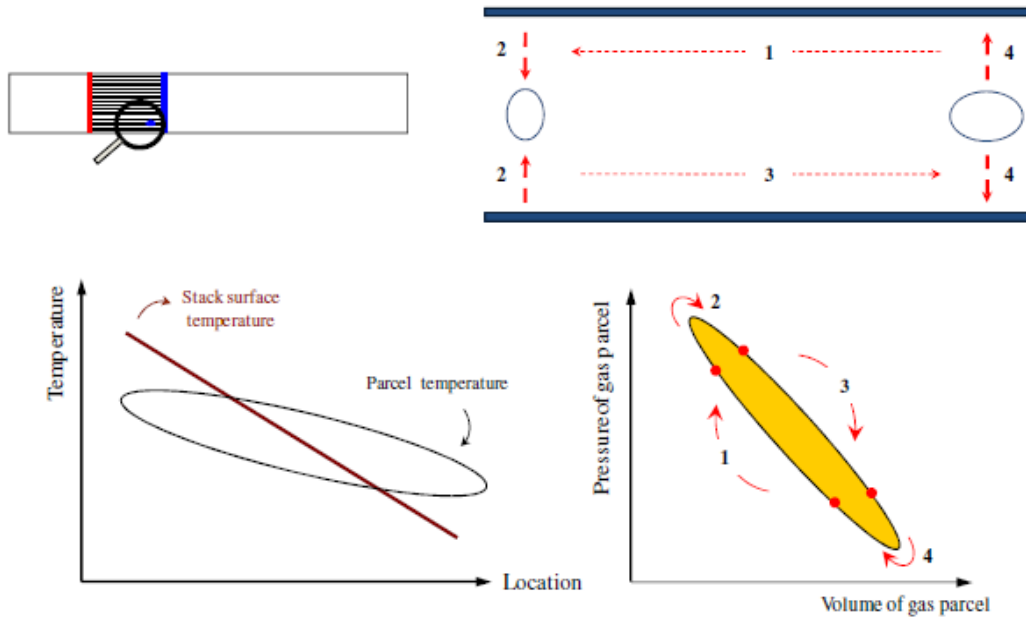 2
1
4
2
3
4
Temperature
Stack surface
temperature
Parcel temperature
Location
Pressure of gas parcel
2
3
1
4
Volume of gas parcel